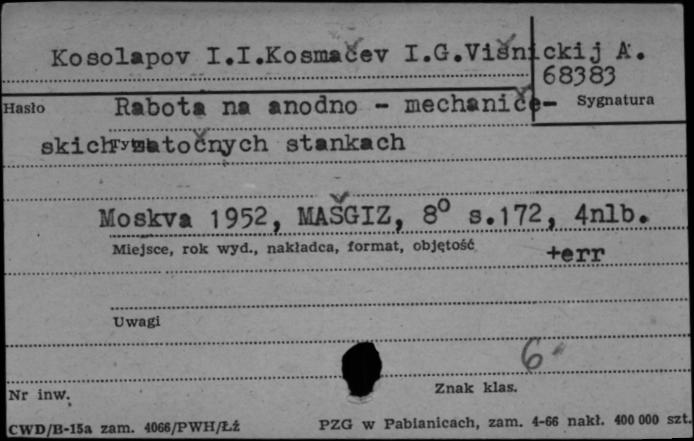 Kosolapov I.I.Kosmačev I.G.Višnickij A.
68383
Hasło Rabota na anodno - mechaniče- Sygnatura
skich zatočnych stankach
Moskva 1952, MAŠGIZ, 8° s.172, 4nlb.
Miejsce, rok wyd., nakładca, format, objętość +err
Uwagi
6
Nr inw. Znak klas.
CWD/B-15a zam. 4066/PWH/Łź PZG w Pabianicach, zam. 4-66 nakł. 400 000 szt.